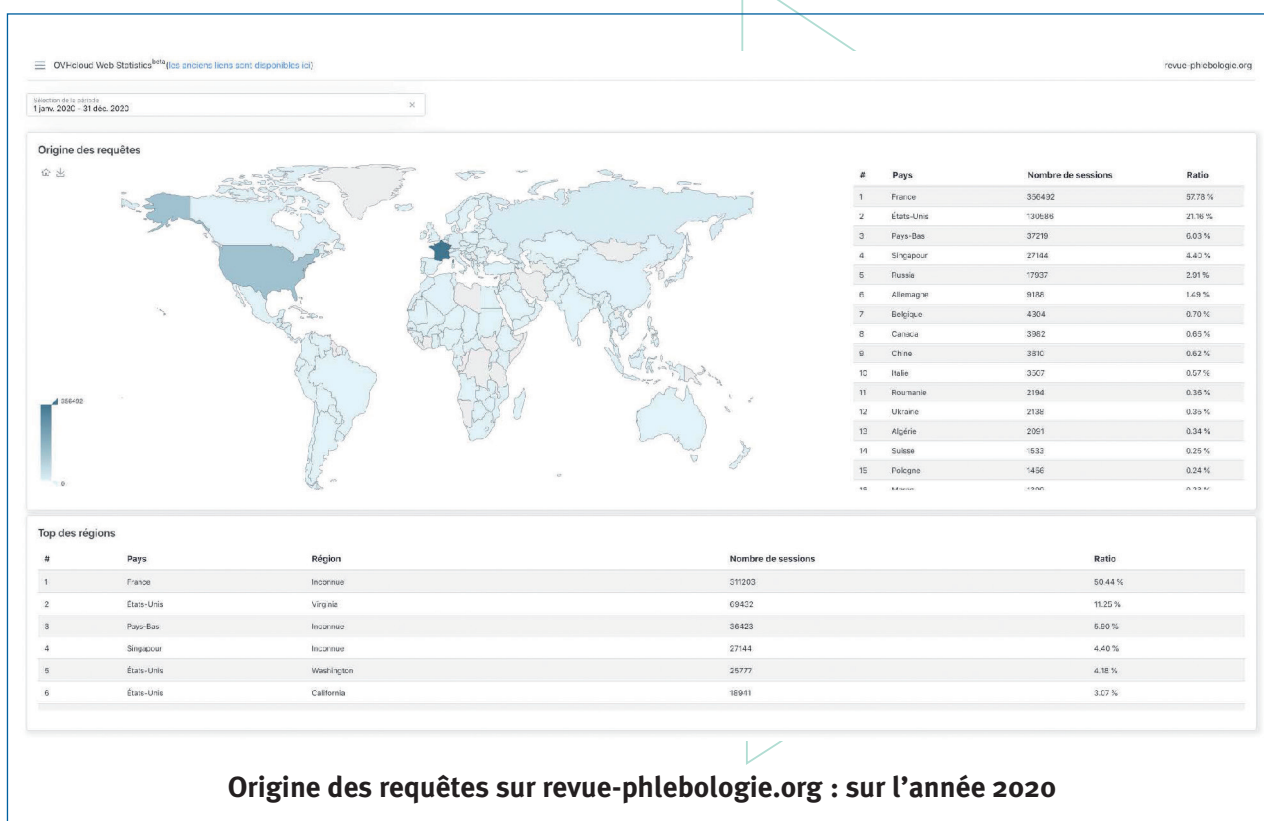 OVHcloud Web Statistics beta (les anciens liens sont disponibles ici)
revue-phlebologie.org
Sélection de la période
1 janv. 2020 – 31 déc. 2020
Origine des requêtes
356492
0
# Pays Nombre de sessions Ratio
1 France 356492 57.78 %
2 États-Unis 130586 21.16 %
3 Pays-Bas 37219 6.03 %
4 Singapour 27144 4.40 %
5 Russia 17937 2.91 %
6 Allemagne 9188 1.49 %
7 Belgique 4304 0.70 %
8 Canada 3982 0.65 %
9 Chine 3810 0.62 %
10 Italie 3507 0.57 %
11 Roumanie 2194 0.36 %
12 Ukraine 2138 0.35 %
13 Algérie 2091 0.34 %
14 Suisse 1533 0.25 %
15 Pologne 1456 0.24 %
Top des régions
# Pays Région Nombre de sessions Ratio
1 France Inconnue 311203 50.44 %
2 États-Unis Virginia 69432 11.25 %
3 Pays-Bas Inconnue 36423 5.90 %
4 Singapour Inconnue 27144 4.40 %
5 États-Unis Washington 25777 4.18 %
6 États-Unis California 18941 3.07 %
Origine des requêtes sur revue-phlebologie.org : sur l’année 2020